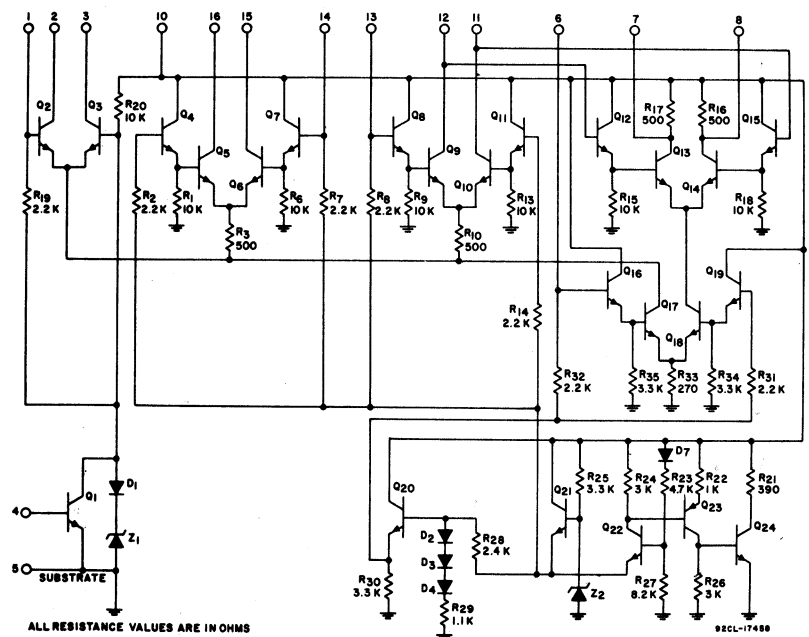 1 2 3 10 16 15 14 13 12 11 6 7 8
Q2 Q3 R20 10 K Q4 Q7 Q8 Q11 Q12 R17 500 R16 500 Q15
Q5 Q6 Q9 Q10 Q13 Q14
R19 2.2 K
R2 2.2 K
R1 10 K
R6 10 K
R7 2.2 K
R8 2.2 K
R9 10 K
R13 10 K
R15 10 K
R18 10 K
R3 500
R10 500
Q16 Q17 Q18 Q19
R14 2.2 K
R32 2.2 K
R35 3.3 K
R33 270
R34 3.3 K
R31 2.2 K
4
Q1
D1
Z1
5
SUBSTRATE
Q20
D2
D3
D4
R28 2.4 K
R30 3.3 K
R29 1.1 K
Q21
R25 3.3 K
R24 3 K
D7
R23 4.7 K
R22 1 K
R21 390
Q22
Q23
Q24
Z2
R27 8.2 K
R26 3 K
ALL RESISTANCE VALUES ARE IN OHMS
92CL-17458